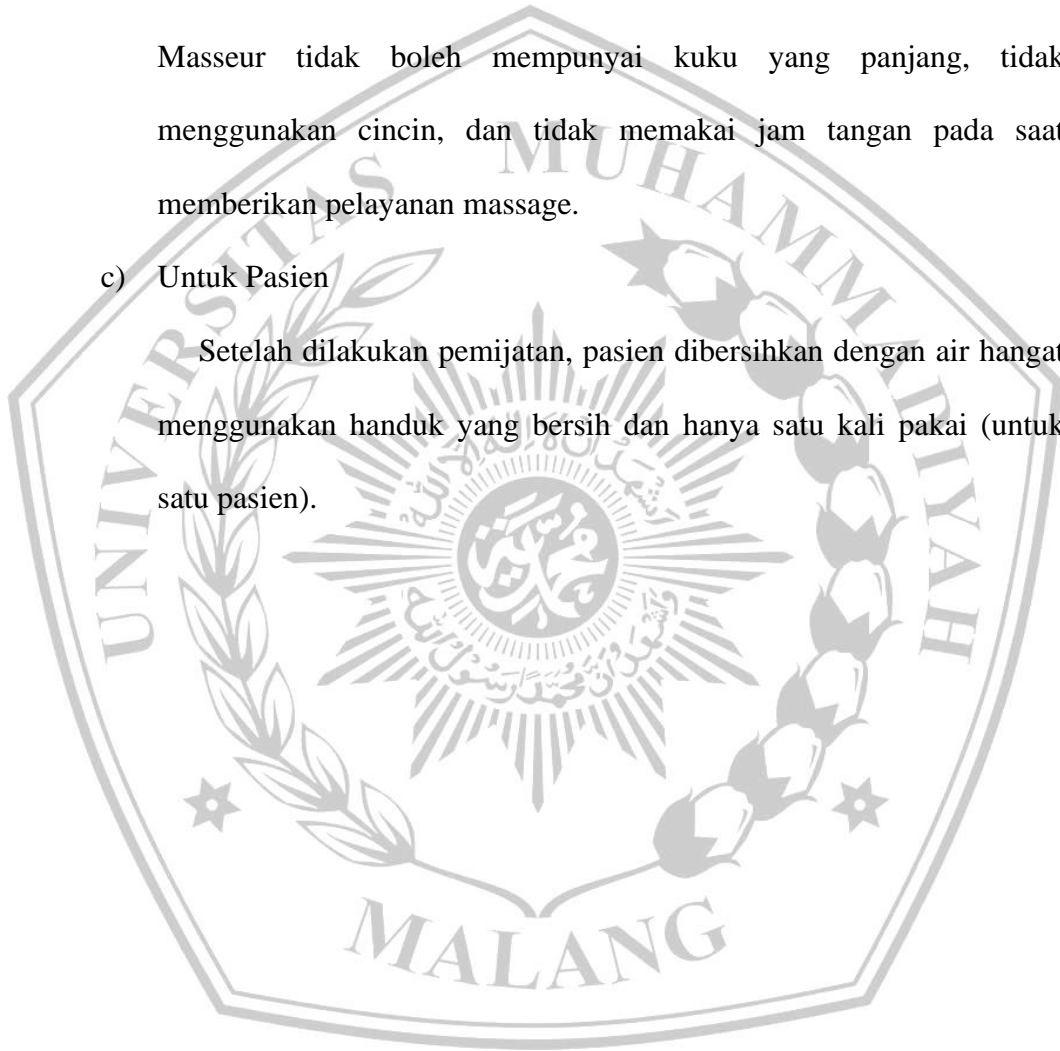 Masseur tidak boleh mempunyai kuku yang panjang, tidak
menggunakan cincin, dan tidak memakai jam tangan pada saat
memberikan pelayanan massage.
c) Untuk Pasien
Setelah dilakukan pemijatan, pasien dibersihkan dengan air hangat
menggunakan handuk yang bersih dan hanya satu kali pakai (untuk
satu pasien).
UNIVERSITAS MUHAMMADIYAH
MALANG